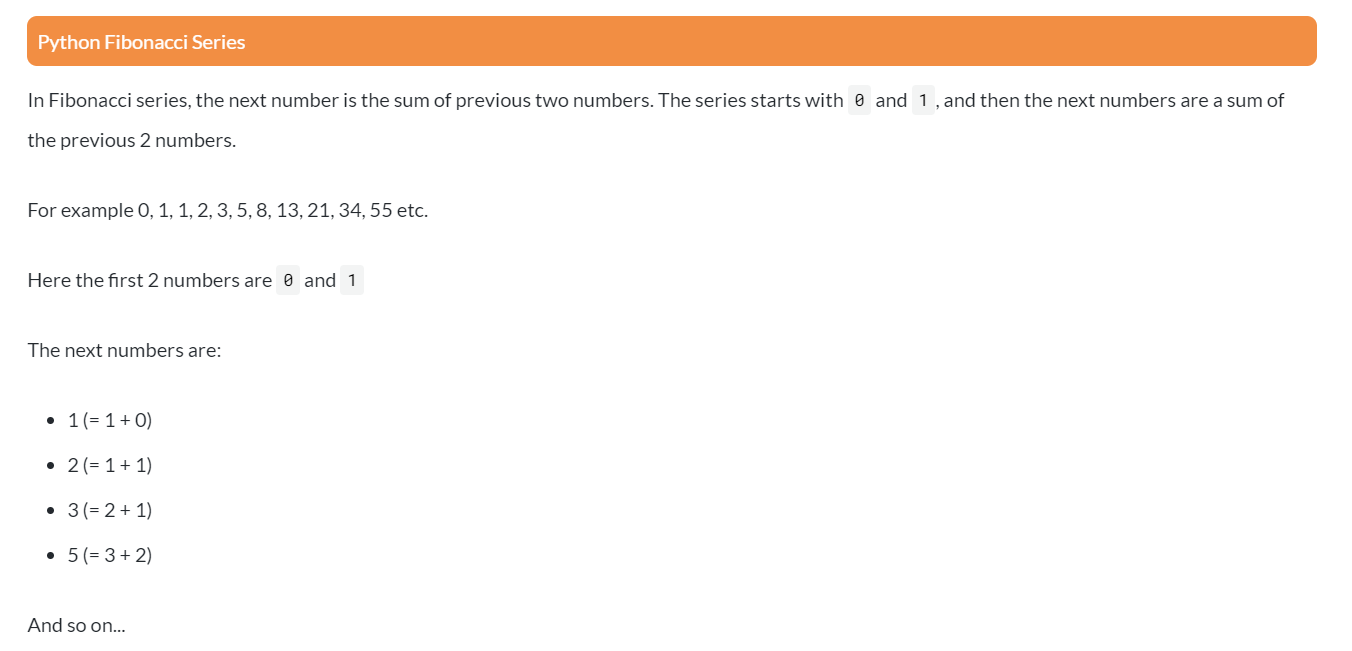 Python Fibonacci Series
In Fibonacci series, the next number is the sum of previous two numbers. The series starts with 0 and 1 , and then the next numbers are a sum of
the previous 2 numbers.
For example 0, 1, 1, 2, 3, 5, 8, 13, 21, 34, 55 etc.
Here the first 2 numbers are 0 and 1
The next numbers are:
• 1 (= 1 + 0)
• 2 (= 1 + 1)
• 3 (= 2 + 1)
• 5 (= 3 + 2)
And so on...